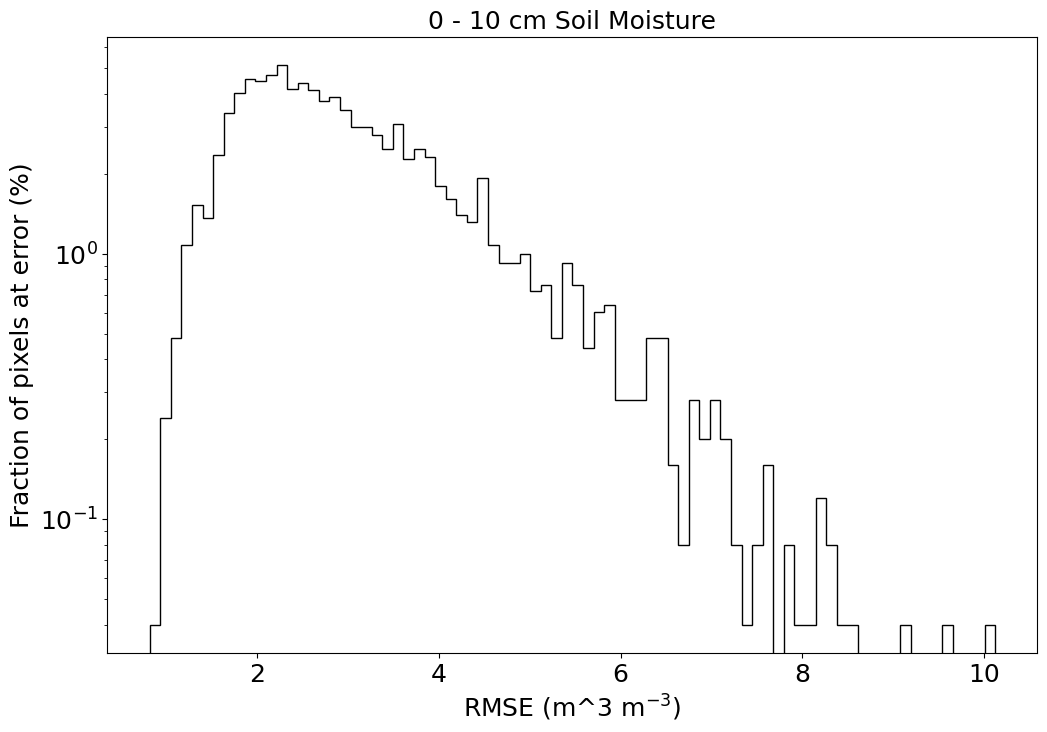 0 - 10 cm Soil Moisture
Fraction of pixels at error (%)
10⁰
10⁻¹
2 4 6 8 10
RMSE (m^3 m⁻³)